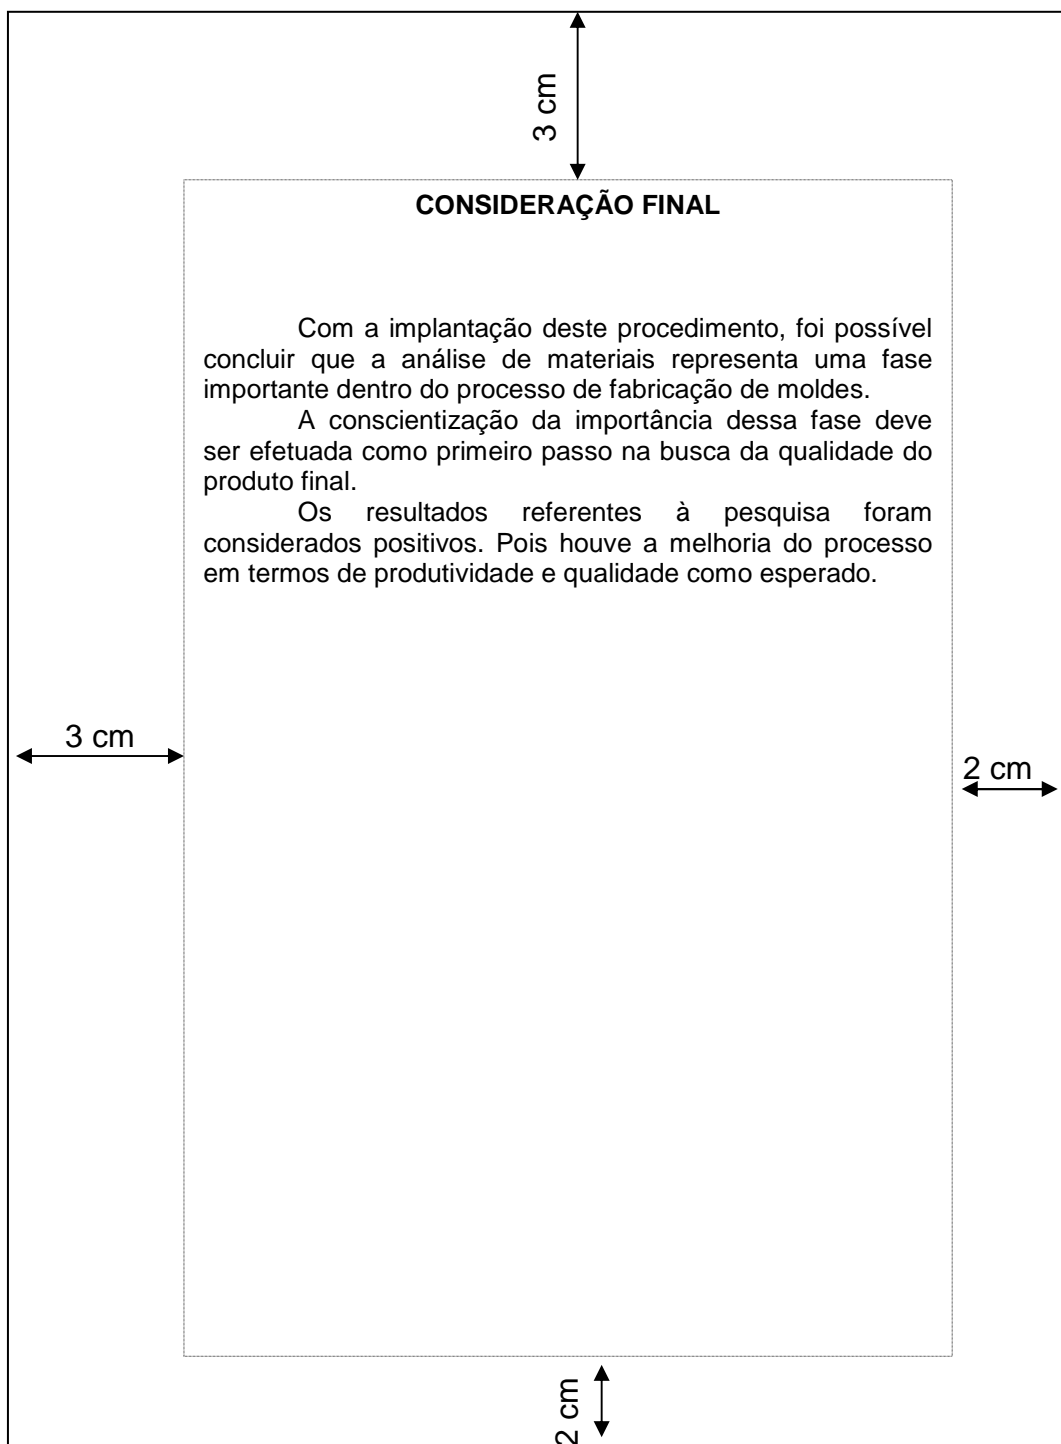 3 cm
CONSIDERAÇÃO FINAL
Com a implantação deste procedimento, foi possível
concluir que a análise de materiais representa uma fase
importante dentro do processo de fabricação de moldes.
A conscientização da importância dessa fase deve
ser efetuada como primeiro passo na busca da qualidade do
produto final.
Os resultados referentes à pesquisa foram
considerados positivos. Pois houve a melhoria do processo
em termos de produtividade e qualidade como esperado.
3 cm
2 cm
2 cm